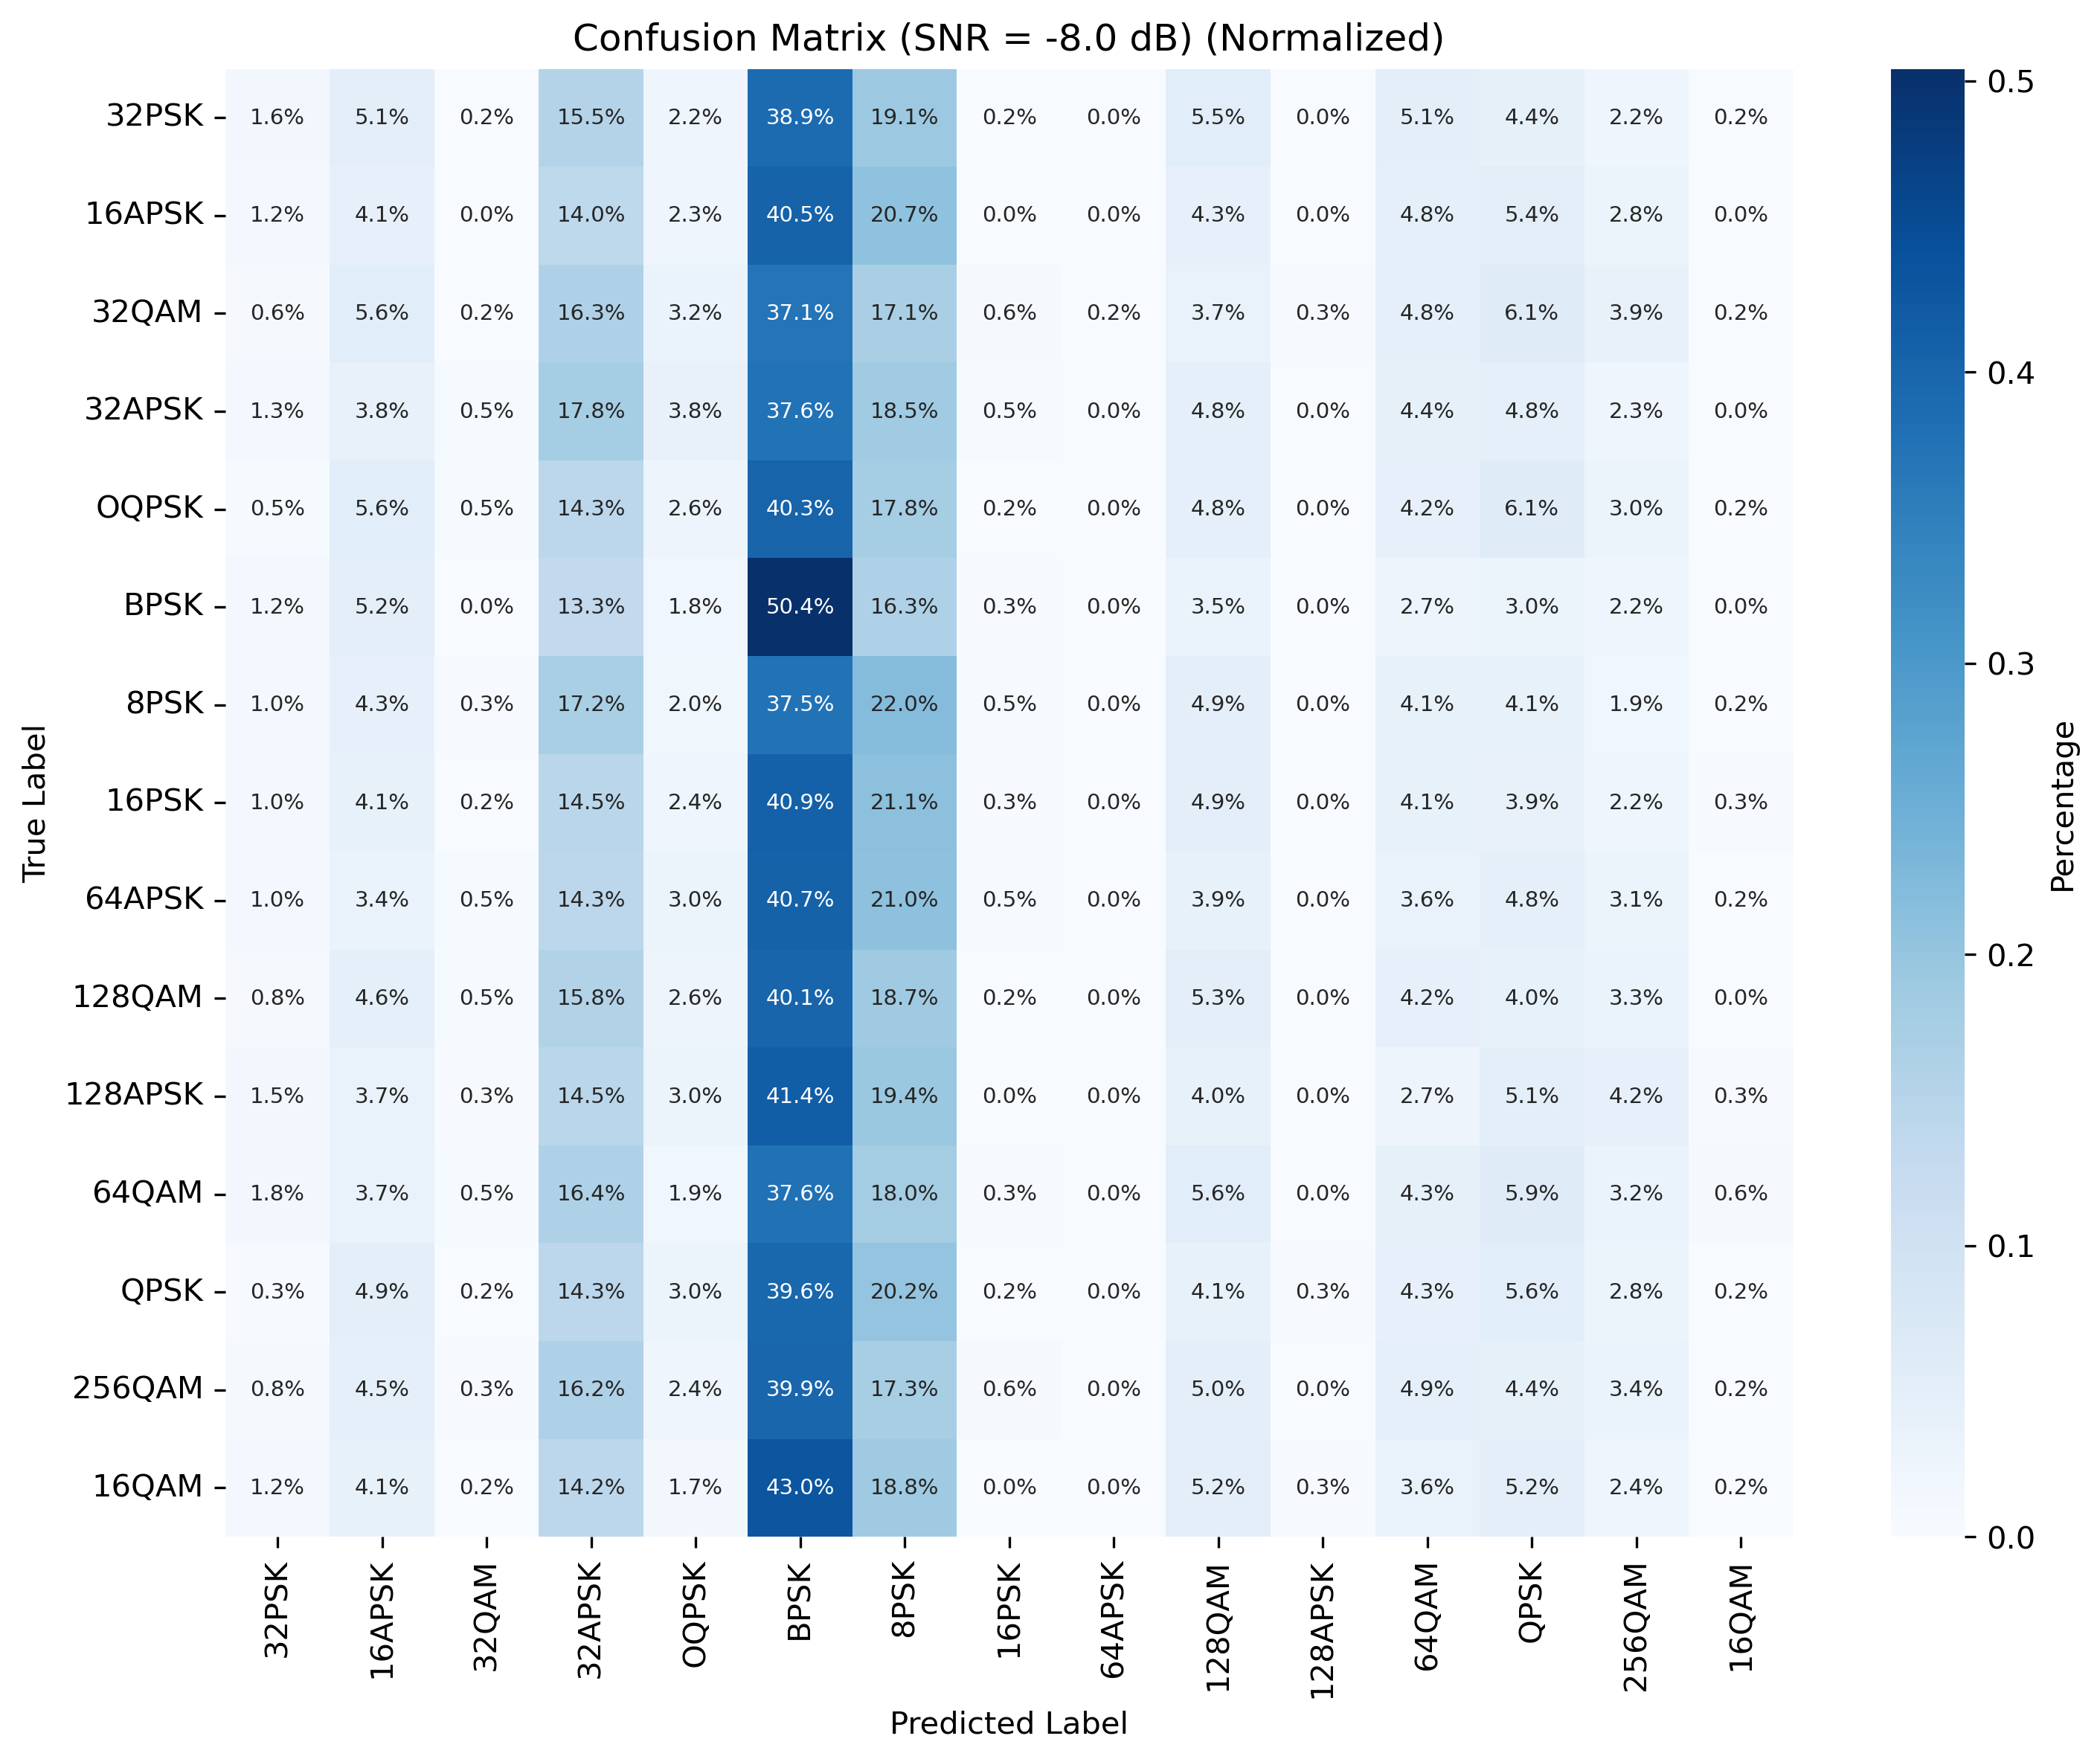 Confusion Matrix (SNR = -8.0 dB) (Normalized)
32PSK 1.6% 5.1% 0.2% 15.5% 2.2% 38.9% 19.1% 0.2% 0.0% 5.5% 0.0% 5.1% 4.4% 2.2% 0.2%
16APSK 1.2% 4.1% 0.0% 14.0% 2.3% 40.5% 20.7% 0.0% 0.0% 4.3% 0.0% 4.8% 5.4% 2.8% 0.0%
32QAM 0.6% 5.6% 0.2% 16.3% 3.2% 37.1% 17.1% 0.6% 0.2% 3.7% 0.3% 4.8% 6.1% 3.9% 0.2%
32APSK 1.3% 3.8% 0.5% 17.8% 3.8% 37.6% 18.5% 0.5% 0.0% 4.8% 0.0% 4.4% 4.8% 2.3% 0.0%
OQPSK 0.5% 5.6% 0.5% 14.3% 2.6% 40.3% 17.8% 0.2% 0.0% 4.8% 0.0% 4.2% 6.1% 3.0% 0.2%
BPSK 1.2% 5.2% 0.0% 13.3% 1.8% 50.4% 16.3% 0.3% 0.0% 3.5% 0.0% 2.7% 3.0% 2.2% 0.0%
8PSK 1.0% 4.3% 0.3% 17.2% 2.0% 37.5% 22.0% 0.5% 0.0% 4.9% 0.0% 4.1% 4.1% 1.9% 0.2%
16PSK 1.0% 4.1% 0.2% 14.5% 2.4% 40.9% 21.1% 0.3% 0.0% 4.9% 0.0% 4.1% 3.9% 2.2% 0.3%
64APSK 1.0% 3.4% 0.5% 14.3% 3.0% 40.7% 21.0% 0.5% 0.0% 3.9% 0.0% 3.6% 4.8% 3.1% 0.2%
128QAM 0.8% 4.6% 0.5% 15.8% 2.6% 40.1% 18.7% 0.2% 0.0% 5.3% 0.0% 4.2% 4.0% 3.3% 0.0%
128APSK 1.5% 3.7% 0.3% 14.5% 3.0% 41.4% 19.4% 0.0% 0.0% 4.0% 0.0% 2.7% 5.1% 4.2% 0.3%
64QAM 1.8% 3.7% 0.5% 16.4% 1.9% 37.6% 18.0% 0.3% 0.0% 5.6% 0.0% 4.3% 5.9% 3.2% 0.6%
QPSK 0.3% 4.9% 0.2% 14.3% 3.0% 39.6% 20.2% 0.2% 0.0% 4.1% 0.3% 4.3% 5.6% 2.8% 0.2%
256QAM 0.8% 4.5% 0.3% 16.2% 2.4% 39.9% 17.3% 0.6% 0.0% 5.0% 0.0% 4.9% 4.4% 3.4% 0.2%
16QAM 1.2% 4.1% 0.2% 14.2% 1.7% 43.0% 18.8% 0.0% 0.0% 5.2% 0.3% 3.6% 5.2% 2.4% 0.2%
32PSK 16APSK 32QAM 32APSK OQPSK BPSK 8PSK 16PSK 64APSK 128QAM 128APSK 64QAM QPSK 256QAM 16QAM
Predicted Label
True Label
0.5
0.4
0.3
0.2
0.1
0.0
Percentage